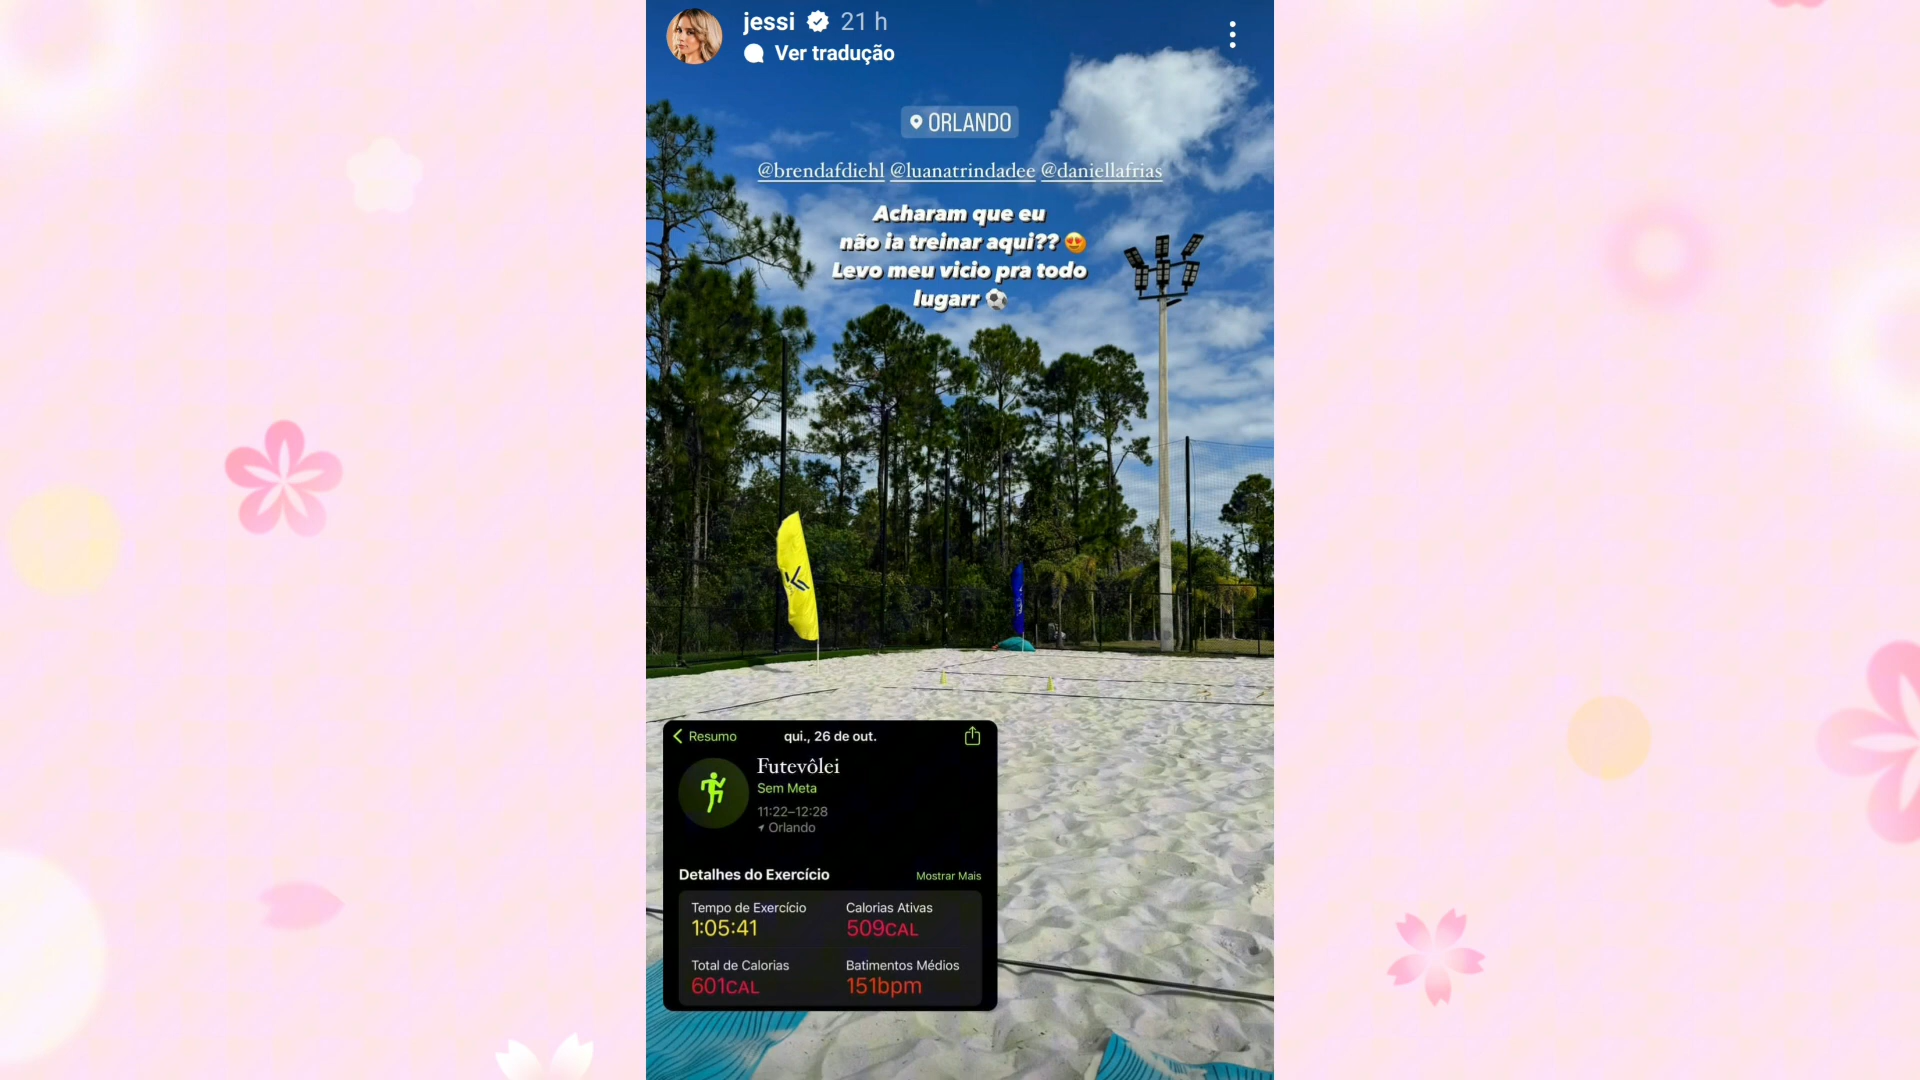 jessi 21 h
Ver tradução
ORLANDO
@brendafdiehl @luanatrindadee @daniellafrias
Acharam que eu
não ia treinar aqui?? 😍
Levo meu vicio pra todo
lugarr ⚽
Resumo qui., 26 de out.
Futevôlei
Sem Meta
11:22–12:28
Orlando
Detalhes do Exercício Mostrar Mais
Tempo de Exercício Calorias Ativas
1:05:41 509CAL
Total de Calorias Batimentos Médios
601CAL 151bpm